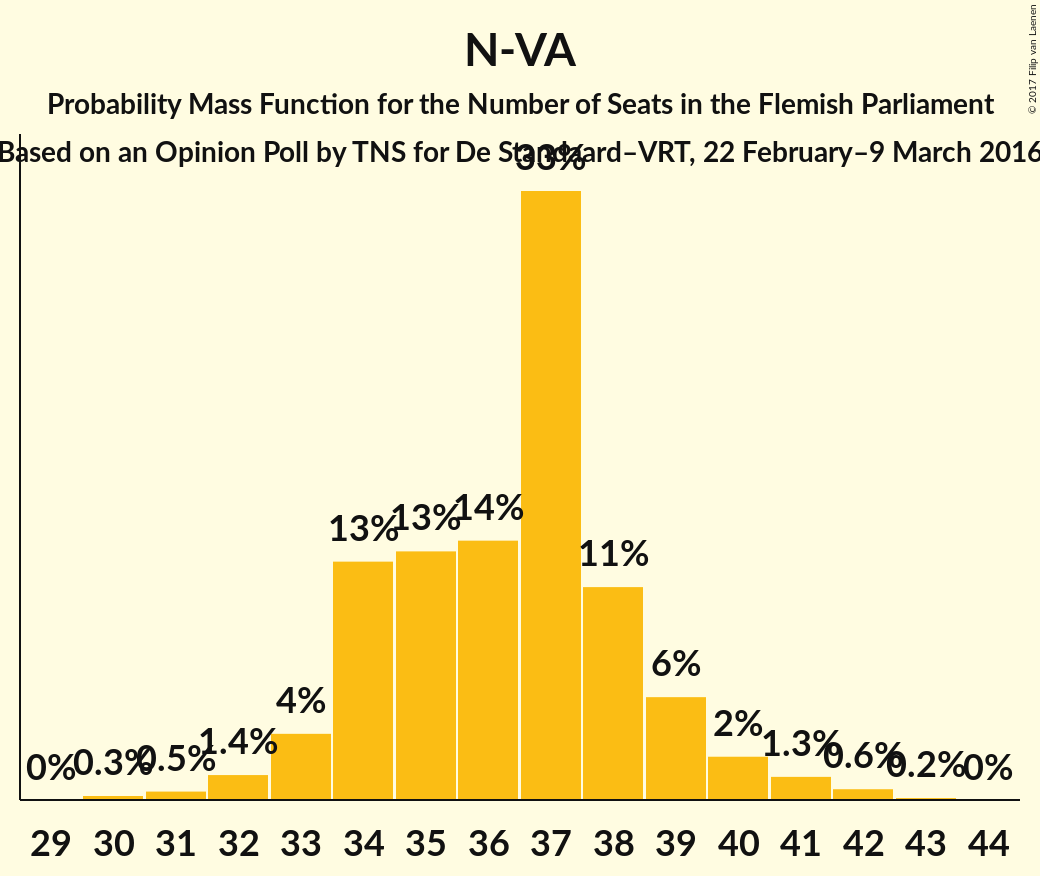 N-VA
Probability Mass Function for the Number of Seats in the Flemish Parliament
Based on an Opinion Poll by TNS for De Standaard–VRT, 22 February–9 March 2016
© 2017 Filip van Laenen
0% 0.3% 0.5% 1.4% 4% 13% 13% 14% 33% 11% 6% 2% 1.3% 0.6% 0.2% 0%
29 30 31 32 33 34 35 36 37 38 39 40 41 42 43 44